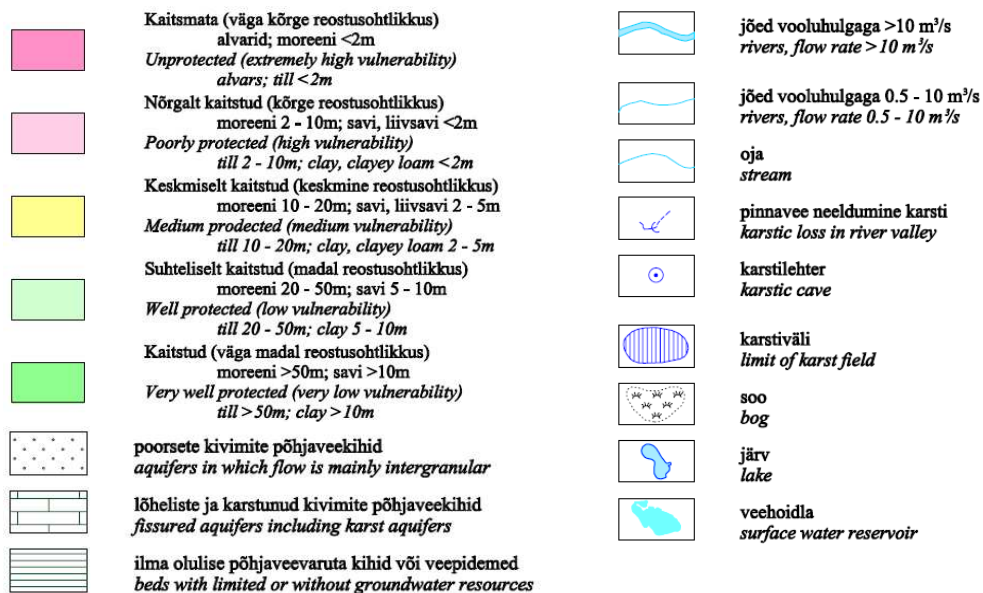 Kaitsmata (väga kõrge reostusohtlikkus)
alvarid; moreeni <2m
Unprotected (extremely high vulnerability)
alvars; till <2m
Nõrgalt kaitstud (kõrge reostusohtlikkus)
moreeni 2 - 10m; savi, liivsavi <2m
Poorly protected (high vulnerability)
till 2 - 10m; clay, clayey loam <2m
Keskmiselt kaitstud (keskmine reostusohtlikkus)
moreeni 10 - 20m; savi, liivsavi 2 - 5m
Medium prodected (medium vulnerability)
till 10 - 20m; clay, clayey loam 2 - 5m
Suhteliselt kaitstud (madal reostusohtlikkus)
moreeni 20 - 50m; savi 5 - 10m
Well protected (low vulnerability)
till 20 - 50m; clay 5 - 10m
Kaitstud (väga madal reostusohtlikkus)
moreeni >50m; savi >10m
Very well protected (very low vulnerability)
till >50m; clay >10m
poorsete kivimite põhjaveekihid
aquifers in which flow is mainly intergranular
lõheliste ja karstunud kivimite põhjaveekihid
fissured aquifers including karst aquifers
ilma olulise põhjaveevaruta kihid või veepidemed
beds with limited or without groundwater resources
jõed vooluhulgaga >10 m³/s
rivers, flow rate >10 m³/s
jõed vooluhulgaga 0.5 - 10 m³/s
rivers, flow rate 0.5 - 10 m³/s
oja
stream
pinnavee neeldumine karsti
karstic loss in river valley
karstilehter
karstic cave
karstiväli
limit of karst field
soo
bog
järv
lake
veehoidla
surface water reservoir